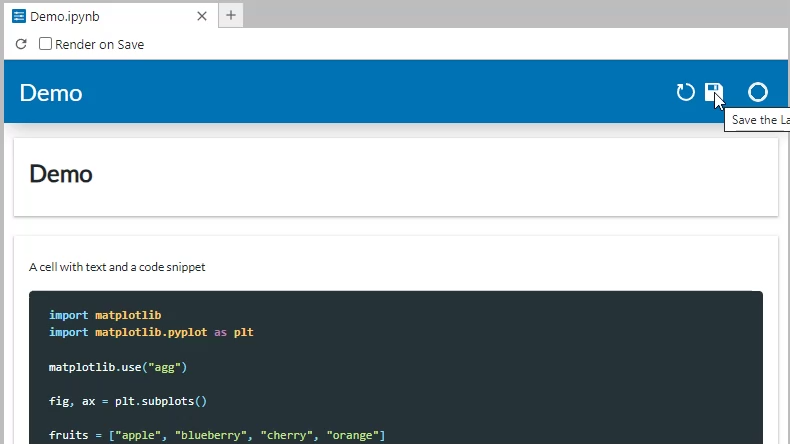 Demo.ipynb
Render on Save
Demo
Save the La
Demo
A cell with text and a code snippet
import matplotlib
import matplotlib.pyplot as plt
matplotlib.use("agg")
fig, ax = plt.subplots()
fruits = ["apple", "blueberry", "cherry", "orange"]